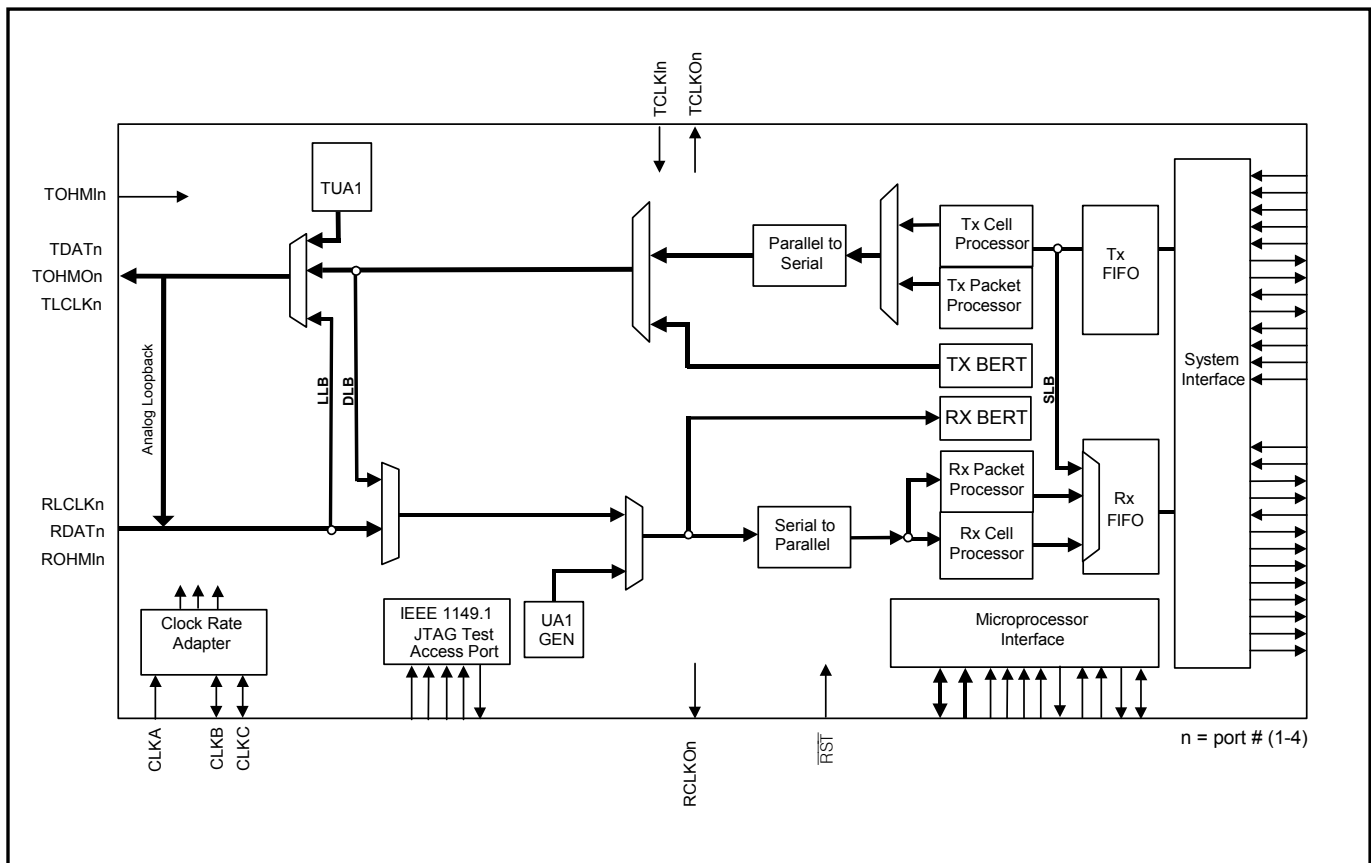 TCLKIn
TCLKOn
TOHMIn
TUA1
TDATn
TOHMOn
TLCLKn
Parallel to
Serial
Tx Cell
Processor
Tx Packet
Processor
Tx
FIFO
TX BERT
RX BERT
System
Interface
Analog Loopback
LLB
DLB
SLB
RLCLKn
RDATn
ROHMIn
Serial to
Parallel
Rx Packet
Processor
Rx Cell
Processor
Rx
FIFO
Clock Rate
Adapter
IEEE 1149.1
JTAG Test
Access Port
UA1
GEN
Microprocessor
Interface
CLKA
CLKB
CLKC
RCLKOn
RST
n = port # (1-4)